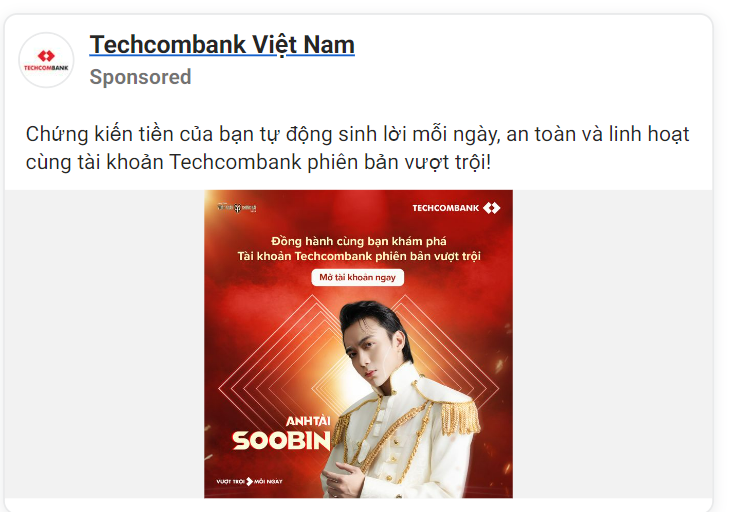 Techcombank Việt Nam
TECHCOMBANK
Sponsored
Chứng kiến tiền của bạn tự động sinh lời mỗi ngày, an toàn và linh hoạt
cùng tài khoản Techcombank phiên bản vượt trội!
TECHCOMBANK
Đồng hành cùng bạn khám phá
Tài khoản Techcombank phiên bản vượt trội
Mở tài khoản ngay
ANH TÀI
SOOBIN
VƯỢT TRỘI MỖI NGÀY